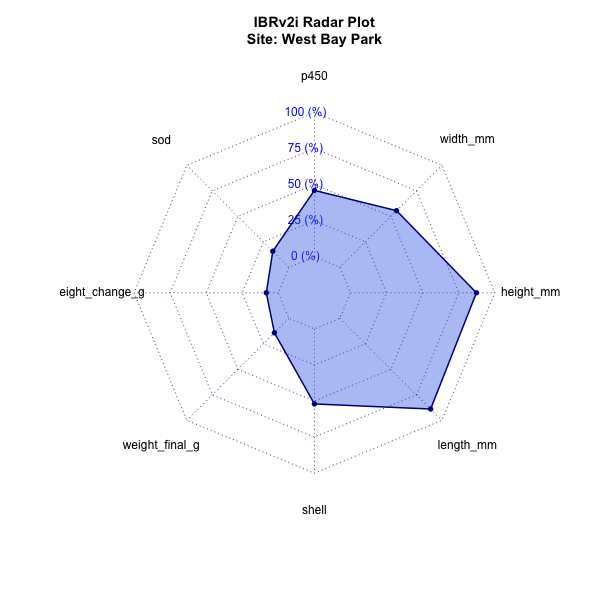 IBRv2i Radar Plot
Site: West Bay Park
p450
100 (%)
sod
width_mm
75 (%)
50 (%)
25 (%)
0 (%)
eight_change_g
height_mm
weight_final_g
length_mm
shell